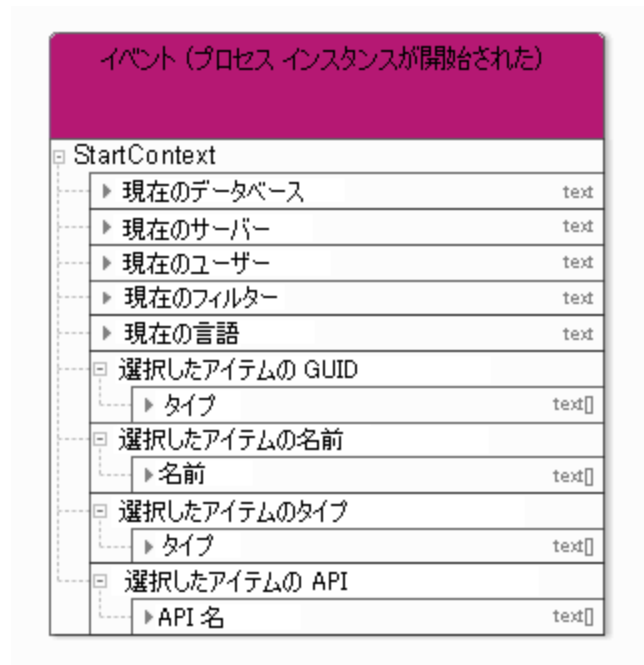 イベント (プロセス インスタンスが開始された)
StartContext
現在のデータベース text
現在のサーバー text
現在のユーザー text
現在のフィルター text
現在の言語 text
選択したアイテムの GUID
タイプ text[]
選択したアイテムの名前
名前 text[]
選択したアイテムのタイプ
タイプ text[]
選択したアイテムの API
API 名 text[]